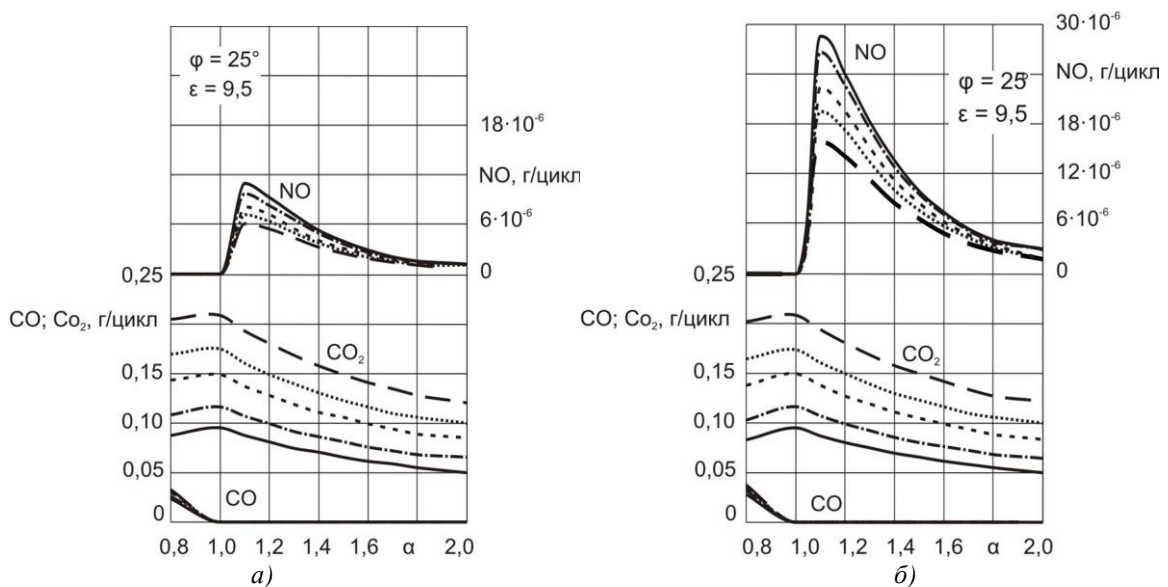 NO
φ = 25°
ε = 9,5
18·10⁻⁶
NO, г/цикл
6·10⁻⁶
0
0,25
CO; Co₂, г/цикл
0,15
0,10
0,05
0
CO₂
CO
0,8 1,0 1,2 1,4 1,6 α 2,0
а)
30·10⁻⁶
NO
NO, г/цикл
φ = 25°
ε = 9,5
18·10⁻⁶
12·10⁻⁶
6·10⁻⁶
0
0,25
CO; Co₂, г/цикл
0,15
0,10
0,05
0
CO₂
CO
0,8 1,0 1,2 1,4 1,6 α 2,0
б)